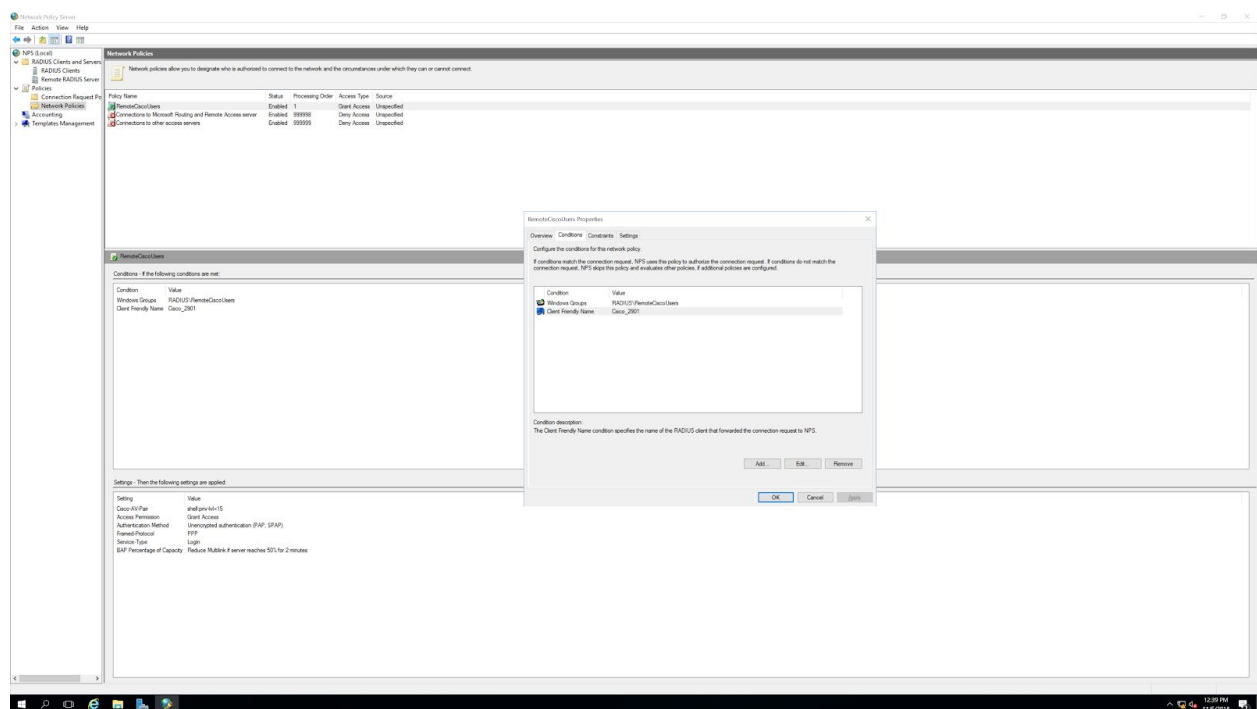 Network Policy Server
File Action View Help
NPS (Local)
RADIUS Clients and Servers
RADIUS Clients
Remote RADIUS Server
Policies
Connection Request Po
Network Policies
Accounting
Templates Management
Network Policies
Network policies allow you to designate who is authorized to connect to the network and the circumstances under which they can or cannot connect.
Policy Name Status Processing Order Access Type Source
RemoteCiscoUsers Enabled 1 Grant Access Unspecified
Connections to Microsoft Routing and Remote Access server Enabled 999998 Deny Access Unspecified
Connections to other access servers Enabled 999999 Deny Access Unspecified
RemoteCiscoUsers
Conditions - If the following conditions are met:
Condition Value
Windows Groups RADIUS\RemoteCiscoUsers
Client Friendly Name Cisco_2901
Settings - Then the following settings are applied:
Setting Value
Cisco-AV-Pair shell:priv-lvl=15
Access Permission Grant Access
Authentication Method Unencrypted authentication (PAP, SPAP)
Framed-Protocol PPP
Service-Type Login
BAP Percentage of Capacity Reduce Multilink if server reaches 50% for 2 minutes
RemoteCiscoUsers Properties
Overview Conditions Constraints Settings
Configure the conditions for this network policy.
If conditions match the connection request, NPS uses this policy to authorize the connection request. If conditions do not match the
connection request, NPS skips this policy and evaluates other policies, if additional policies are configured.
Condition Value
Windows Groups RADIUS\RemoteCiscoUsers
Client Friendly Name Cisco_2901
Condition description:
The Client Friendly Name condition specifies the name of the RADIUS client that forwarded the connection request to NPS.
Add... Edit... Remove
OK Cancel Apply
12:39 PM